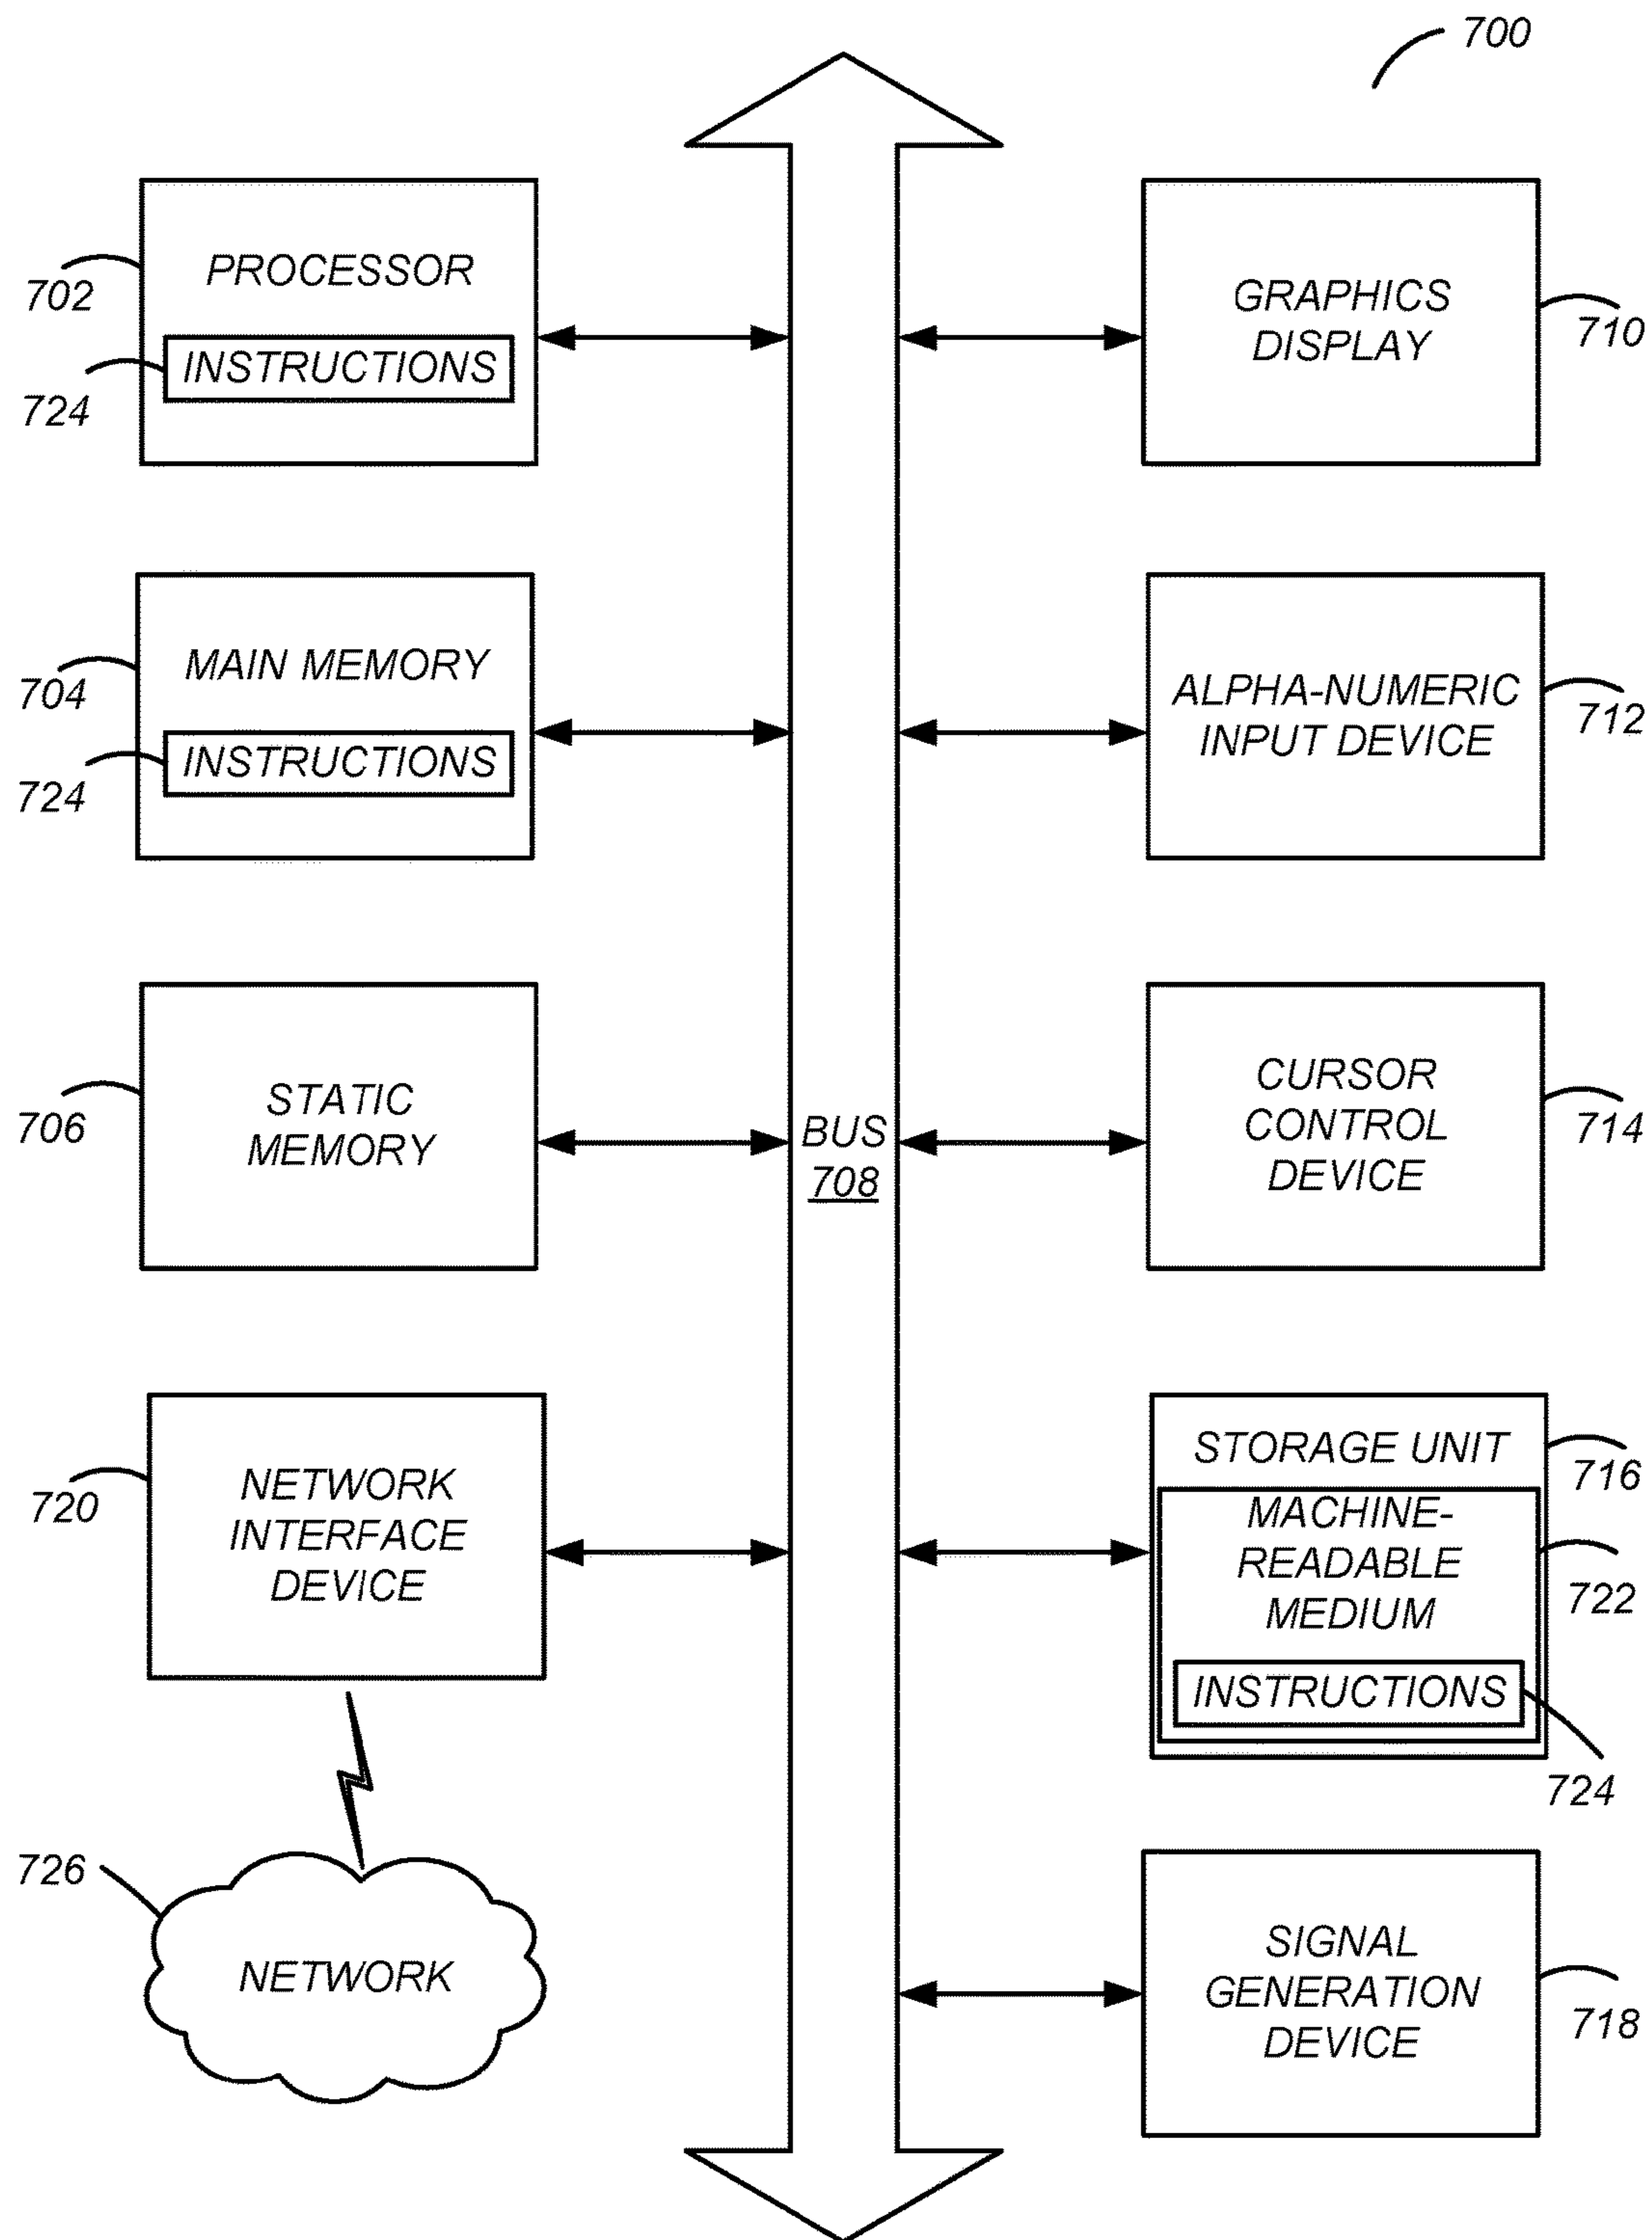 700
PROCESSOR
702
INSTRUCTIONS
724
MAIN MEMORY
704
INSTRUCTIONS
724
STATIC
MEMORY
706
NETWORK
INTERFACE
DEVICE
720
726
NETWORK
BUS
708
GRAPHICS
DISPLAY
710
ALPHA-NUMERIC
INPUT DEVICE
712
CURSOR
CONTROL
DEVICE
714
STORAGE UNIT
716
MACHINE-
READABLE
MEDIUM
722
INSTRUCTIONS
724
SIGNAL
GENERATION
DEVICE
718